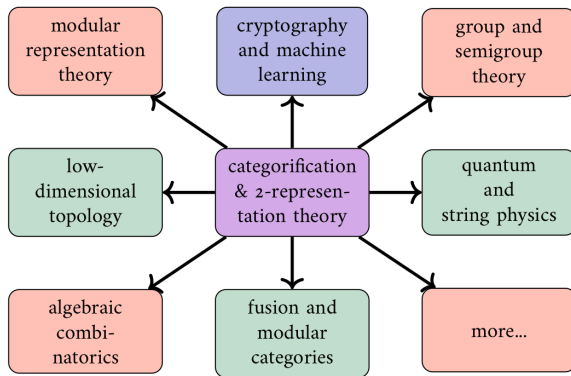 modular
representation
theory
cryptography
and machine
learning
group and
semigroup
theory
low-
dimensional
topology
categorification
& 2-represen-
tation theory
quantum
and
string physics
algebraic
combi-
natorics
fusion and
modular
categories
more...